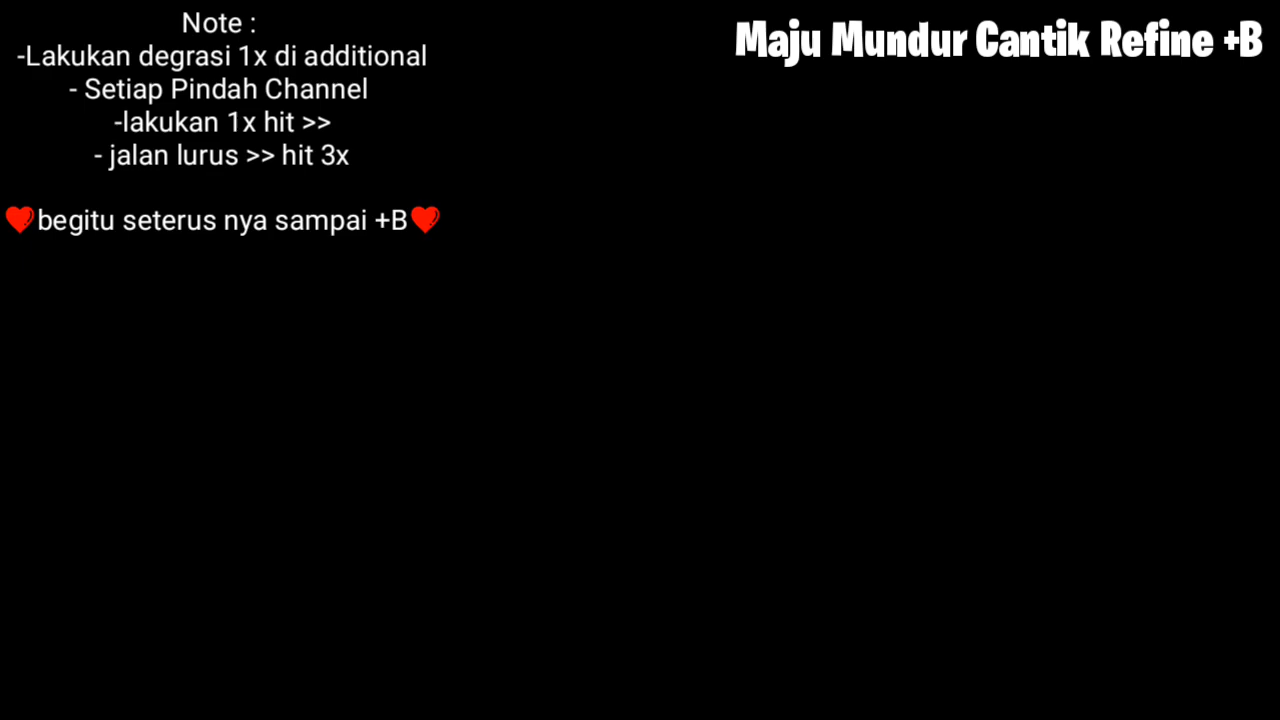 Note :
-Lakukan degrasi 1x di additional
- Setiap Pindah Channel
-lakukan 1x hit >>
- jalan lurus >> hit 3x
❤️begitu seterus nya sampai +B❤️
Maju Mundur Cantik Refine +B